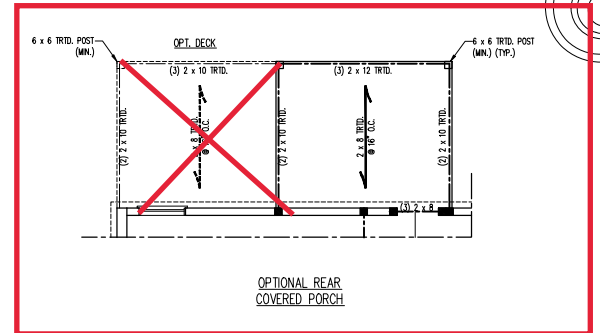 6 x 6 TRTD. POST
(MIN.)
OPT. DECK
6 x 6 TRTD. POST
(MIN.) (TYP.)
(3) 2 x 10 TRTD.
(3) 2 x 12 TRTD.
(2) 2 x 10 TRTD.
x 8 TRTD.
@ O.C.
(2) 2 x 10 TRTD.
2 x 8 TRTD.
@ 16" O.C.
(2) 2 x 10 TRTD.
(3) 2 x 8
OPTIONAL REAR
COVERED PORCH